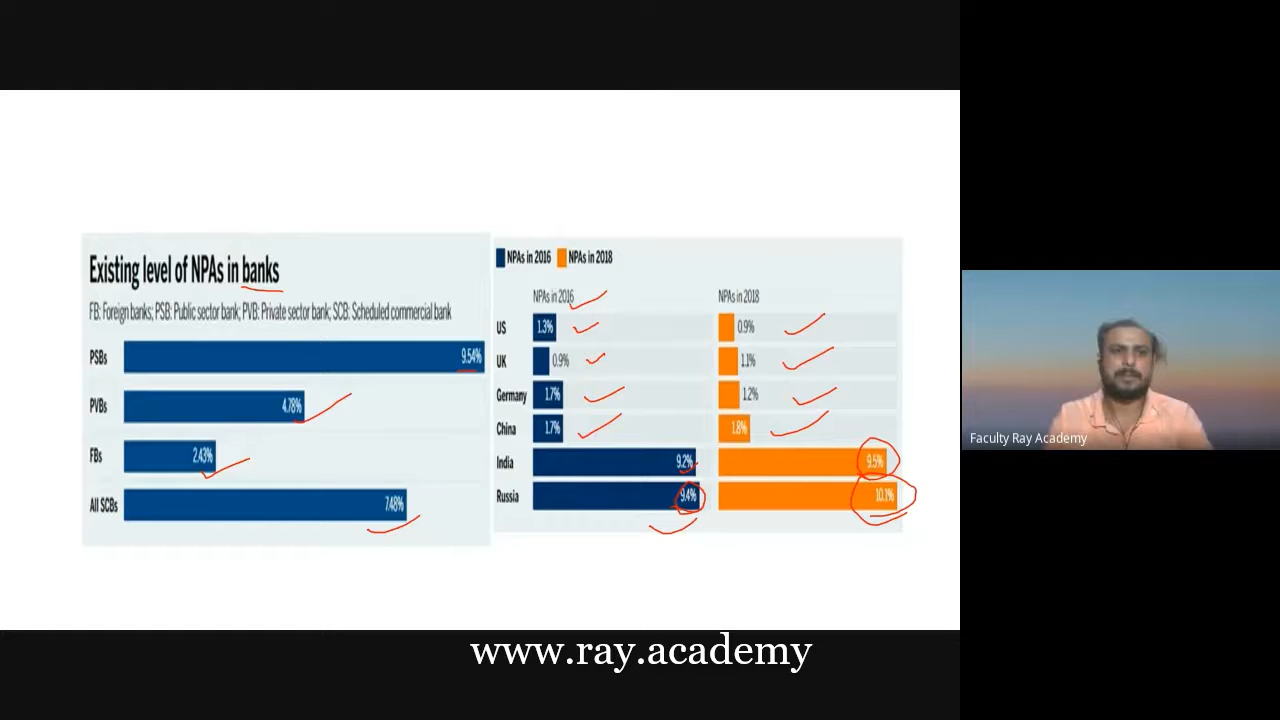 Existing level of NPAs in banks
FB: Foreign banks; PSB: Public sector bank; PVB: Private sector bank; SCB: Scheduled commercial bank
PSBs 9.54%
PVBs 4.78%
FBs 2.43%
All SCBs 7.48%
NPAs in 2016 NPAs in 2018
NPAs in 2016 NPAs in 2018
US 1.3% 0.9%
UK 0.9% 1.1%
Germany 1.7% 1.2%
China 1.7% 1.8%
India 9.2% 9.5%
Russia 9.4% 10.1%
Faculty Ray Academy
www.ray.academy